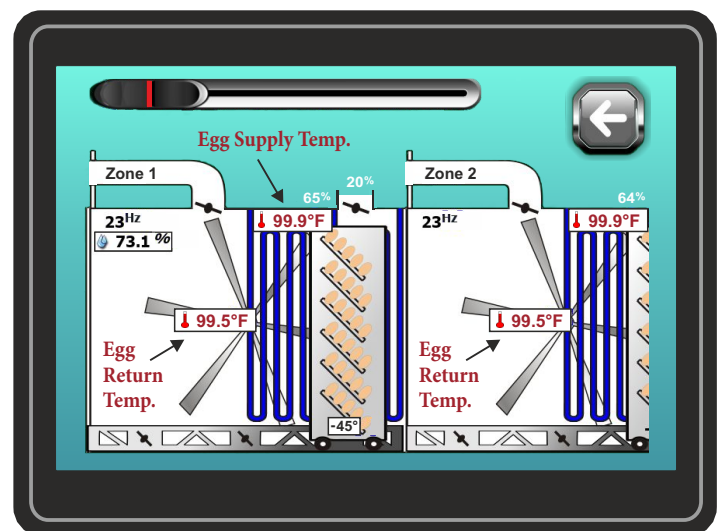 Egg Supply Temp.
Zone 1
20%
Zone 2
65%
64%
23Hz
99.9°F
23Hz
99.9°F
73.1 %
99.5°F
99.5°F
Egg
Return
Temp.
Egg
Return
Temp.
-45°